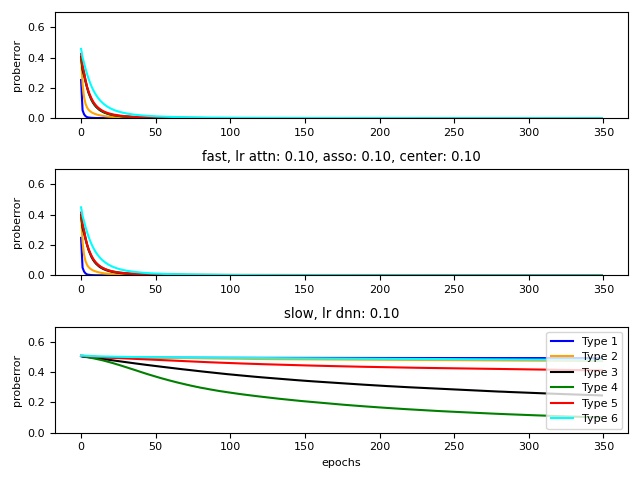 0.6
0.4
0.2
0.0
proberror
0 50 100 150 200 250 300 350
fast, lr attn: 0.10, asso: 0.10, center: 0.10
0.6
0.4
0.2
0.0
proberror
0 50 100 150 200 250 300 350
slow, lr dnn: 0.10
0.6
0.4
0.2
0.0
proberror
Type 1
Type 2
Type 3
Type 4
Type 5
Type 6
0 50 100 150 200 250 300 350
epochs